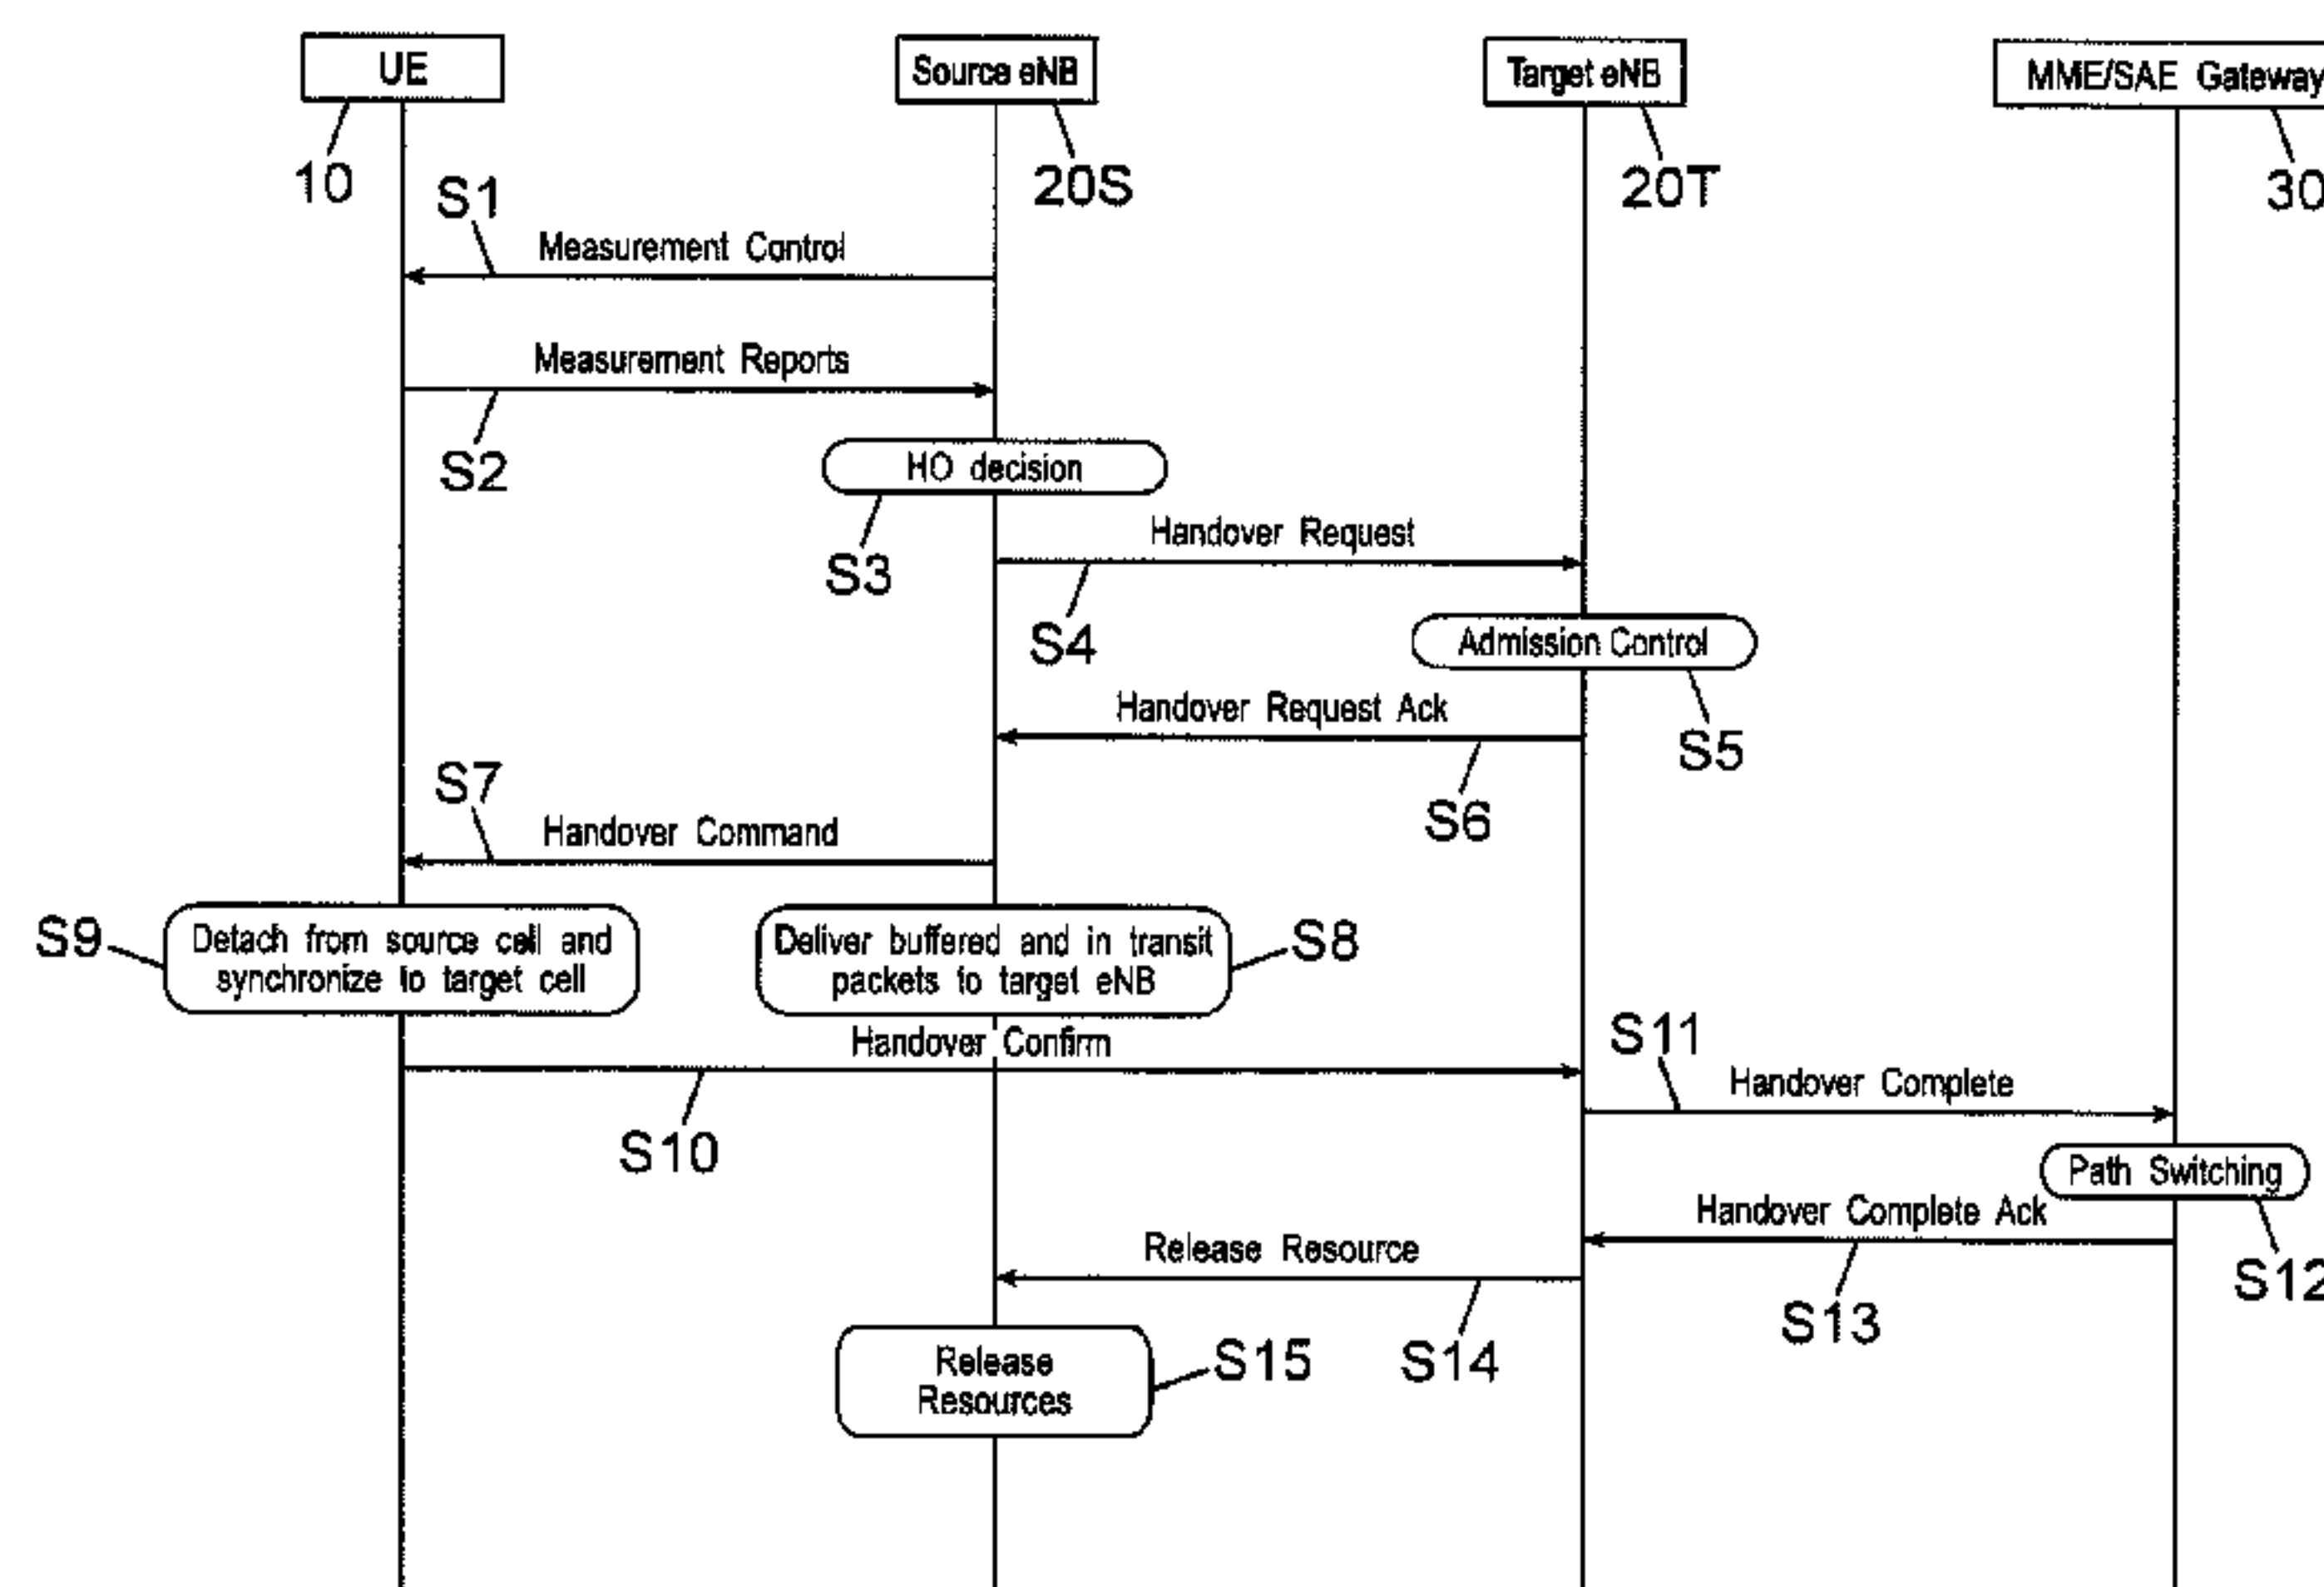 UE
Source eNB
Target eNB
MME/SAE Gateway
10
20S
20T
30
S1
Measurement Control
Measurement Reports
S2
HO decision
S3
Handover Request
S4
Admission Control
S5
Handover Request Ack
S6
S7
Handover Command
S9
Detach from source cell and
synchronize to target cell
Deliver buffered and in transit
packets to target eNB
S8
Handover Confirm
S10
S11
Handover Complete
Path Switching
S12
Handover Complete Ack
S13
Release Resource
S14
Release
Resources
S15